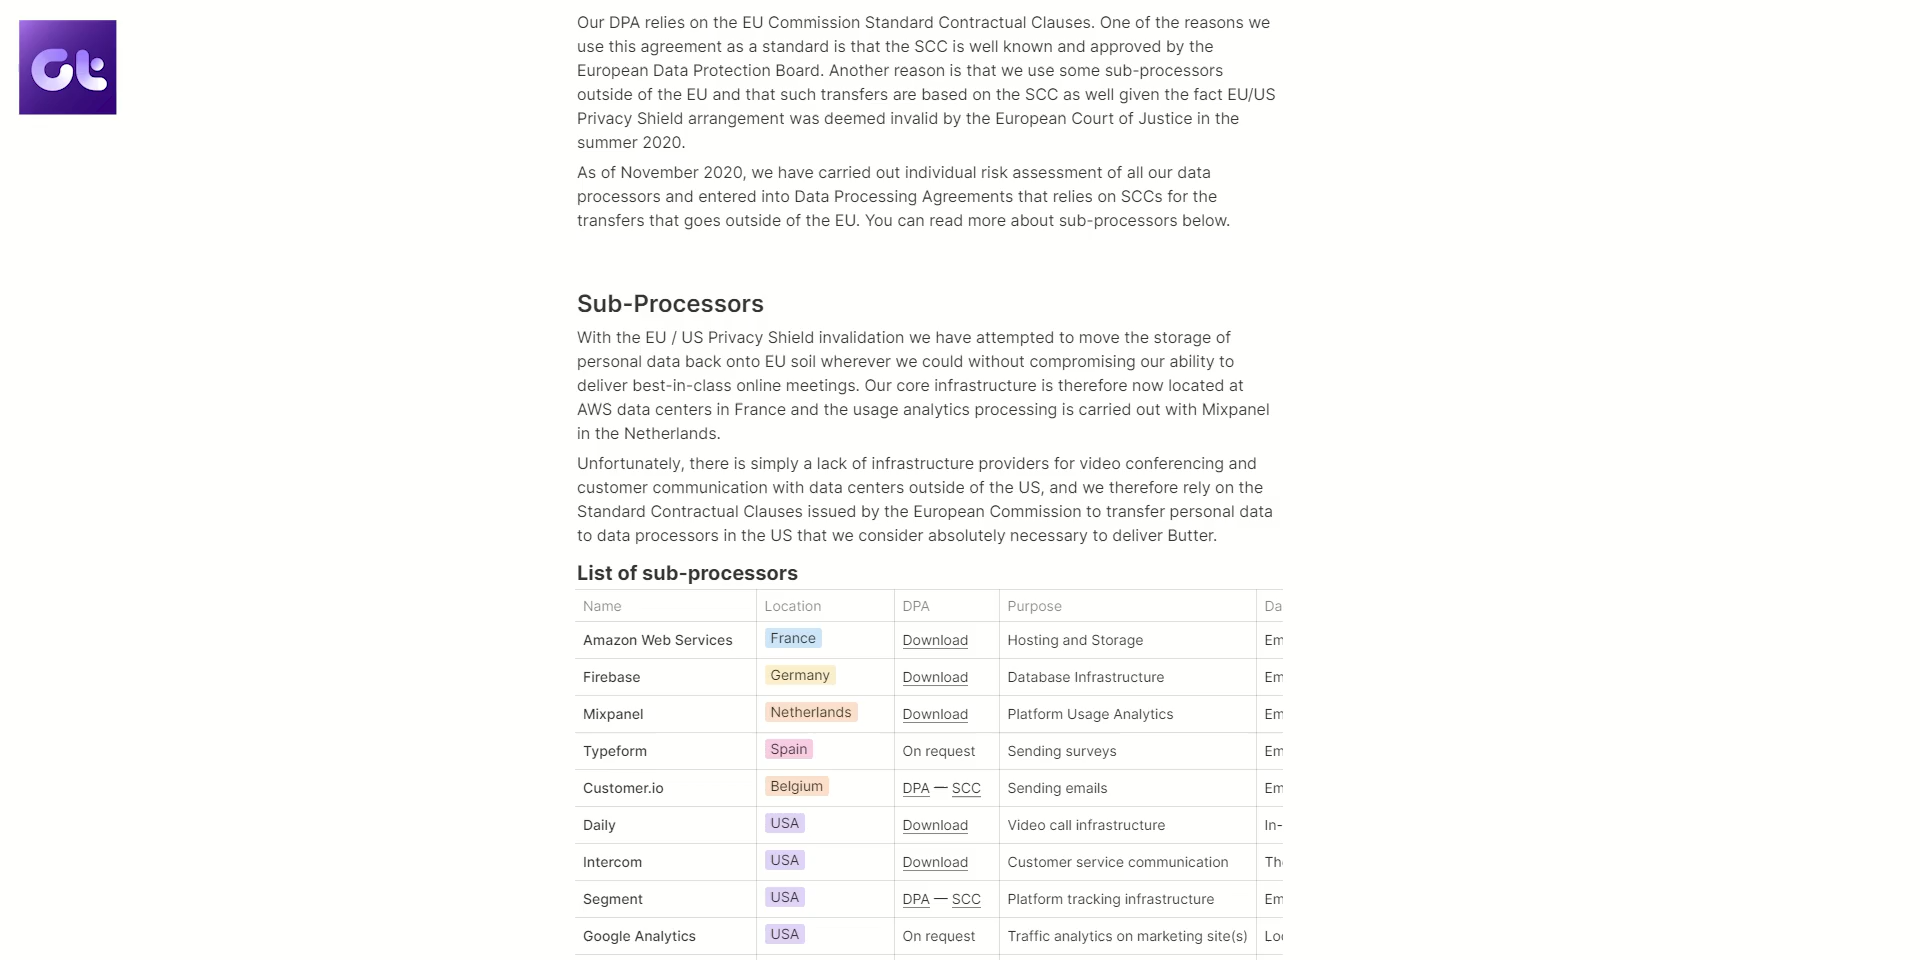 Gt
Our DPA relies on the EU Commission Standard Contractual Clauses. One of the reasons we
use this agreement as a standard is that the SCC is well known and approved by the
European Data Protection Board. Another reason is that we use some sub-processors
outside of the EU and that such transfers are based on the SCC as well given the fact EU/US
Privacy Shield arrangement was deemed invalid by the European Court of Justice in the
summer 2020.
As of November 2020, we have carried out individual risk assessment of all our data
processors and entered into Data Processing Agreements that relies on SCCs for the
transfers that goes outside of the EU. You can read more about sub-processors below.
Sub-Processors
With the EU / US Privacy Shield invalidation we have attempted to move the storage of
personal data back onto EU soil wherever we could without compromising our ability to
deliver best-in-class online meetings. Our core infrastructure is therefore now located at
AWS data centers in France and the usage analytics processing is carried out with Mixpanel
in the Netherlands.
Unfortunately, there is simply a lack of infrastructure providers for video conferencing and
customer communication with data centers outside of the US, and we therefore rely on the
Standard Contractual Clauses issued by the European Commission to transfer personal data
to data processors in the US that we consider absolutely necessary to deliver Butter.
List of sub-processors
Name Location DPA Purpose Da
Amazon Web Services France Download Hosting and Storage Em
Firebase Germany Download Database Infrastructure Em
Mixpanel Netherlands Download Platform Usage Analytics Em
Typeform Spain On request Sending surveys Em
Customer.io Belgium DPA — SCC Sending emails Em
Daily USA Download Video call infrastructure In-
Intercom USA Download Customer service communication Th
Segment USA DPA — SCC Platform tracking infrastructure Em
Google Analytics USA On request Traffic analytics on marketing site(s) Lo